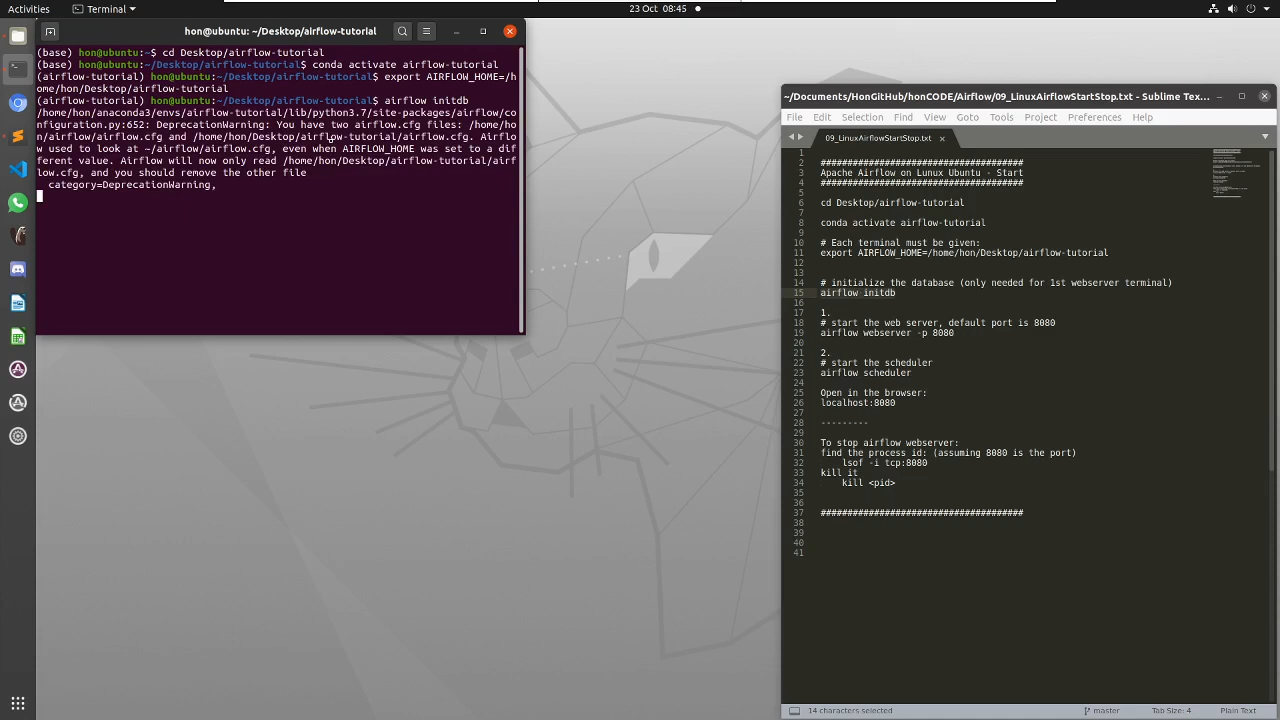 Activities
Terminal
23 Oct 08:45
hon@ubuntu: ~/Desktop/airflow-tutorial
(base) hon@ubuntu:~$ cd Desktop/airflow-tutorial
(base) hon@ubuntu:~/Desktop/airflow-tutorial$ conda activate airflow-tutorial
(airflow-tutorial) hon@ubuntu:~/Desktop/airflow-tutorial$ export AIRFLOW_HOME=/h
ome/hon/Desktop/airflow-tutorial
(airflow-tutorial) hon@ubuntu:~/Desktop/airflow-tutorial$ airflow initdb
/home/hon/anaconda3/envs/airflow-tutorial/lib/python3.7/site-packages/airflow/co
nfiguration.py:652: DeprecationWarning: You have two airflow.cfg files: /home/ho
n/airflow/airflow.cfg and /home/hon/Desktop/airflow-tutorial/airflow.cfg. Airflo
w used to look at ~/airflow/airflow.cfg, even when AIRFLOW_HOME was set to a dif
ferent value. Airflow will now only read /home/hon/Desktop/airflow-tutorial/airf
low.cfg, and you should remove the other file
category=DeprecationWarning,
~/Documents/HonGitHub/honCODE/Airflow/09_LinuxAirflowStartStop.txt - Sublime Tex...
File Edit Selection Find View Goto Tools Project Preferences Help
09_LinuxAirflowStartStop.txt
1
2 ######################################
3 Apache Airflow on Lunux Ubuntu - Start
4 ######################################
5
6 cd Desktop/airflow-tutorial
7
8 conda activate airflow-tutorial
9
10 # Each terminal must be given:
11 export AIRFLOW_HOME=/home/hon/Desktop/airflow-tutorial
12
13
14 # initialize the database (only needed for 1st webserver terminal)
15 airflow initdb
16
17 1.
18 # start the web server, default port is 8080
19 airflow webserver -p 8080
20
21 2.
22 # start the scheduler
23 airflow scheduler
24
25 Open in the browser:
26 localhost:8080
27
28 ---------
29
30 To stop airflow webserver:
31 find the process id: (assuming 8080 is the port)
32 lsof -i tcp:8080
33 kill it
34 kill <pid>
35
36
37 ######################################
38
39
40
41
14 characters selected
master
Tab Size: 4
Plain Text